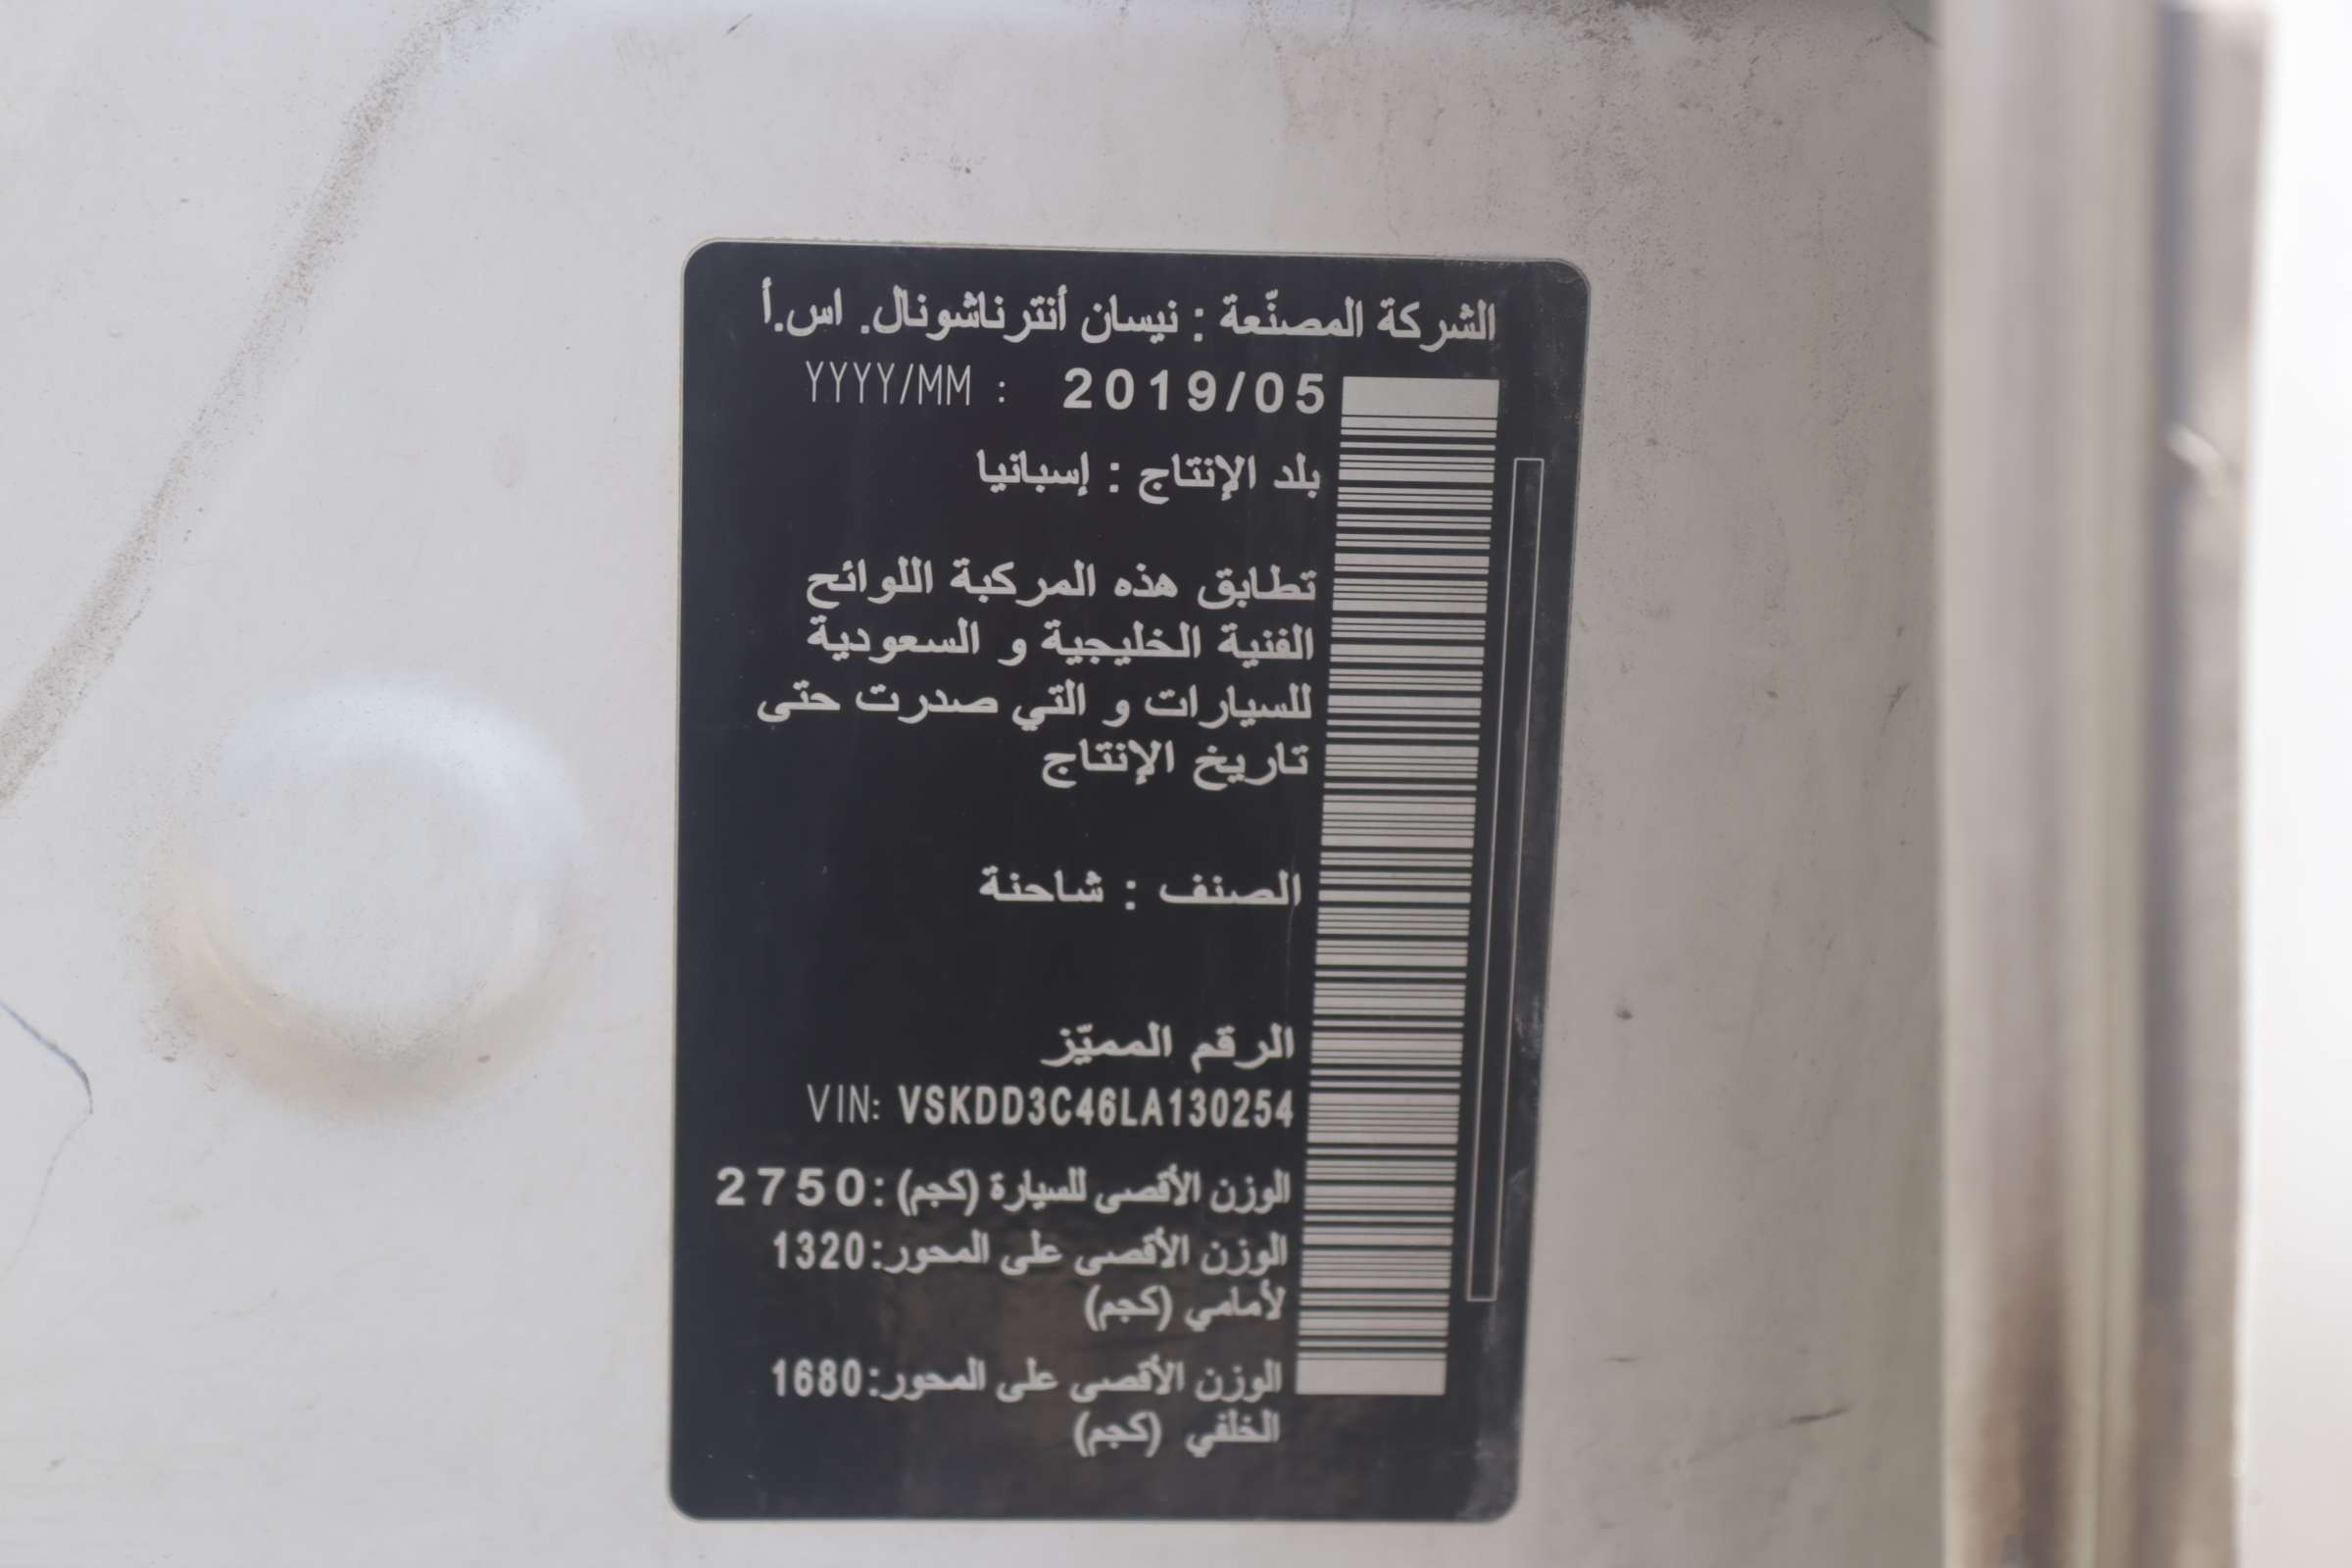 الشركة المصنّعة : نيسان أنترناشونال. اس.أ
YYYY/MM : 2019/05
بلد الإنتاج : إسبانيا
تطابق هذه المركبة اللوائح
الفنية الخليجية و السعودية
للسيارات و التي صدرت حتى
تاريخ الإنتاج
الصنف : شاحنة
الرقم المميّز
VIN: VSKDD3C46LA130254
الوزن الأقصى للسيارة (كجم):2750
الوزن الأقصى على المحور:1320
لأمامي (كجم)
الوزن الأقصى على المحور:1680
الخلفي (كجم)